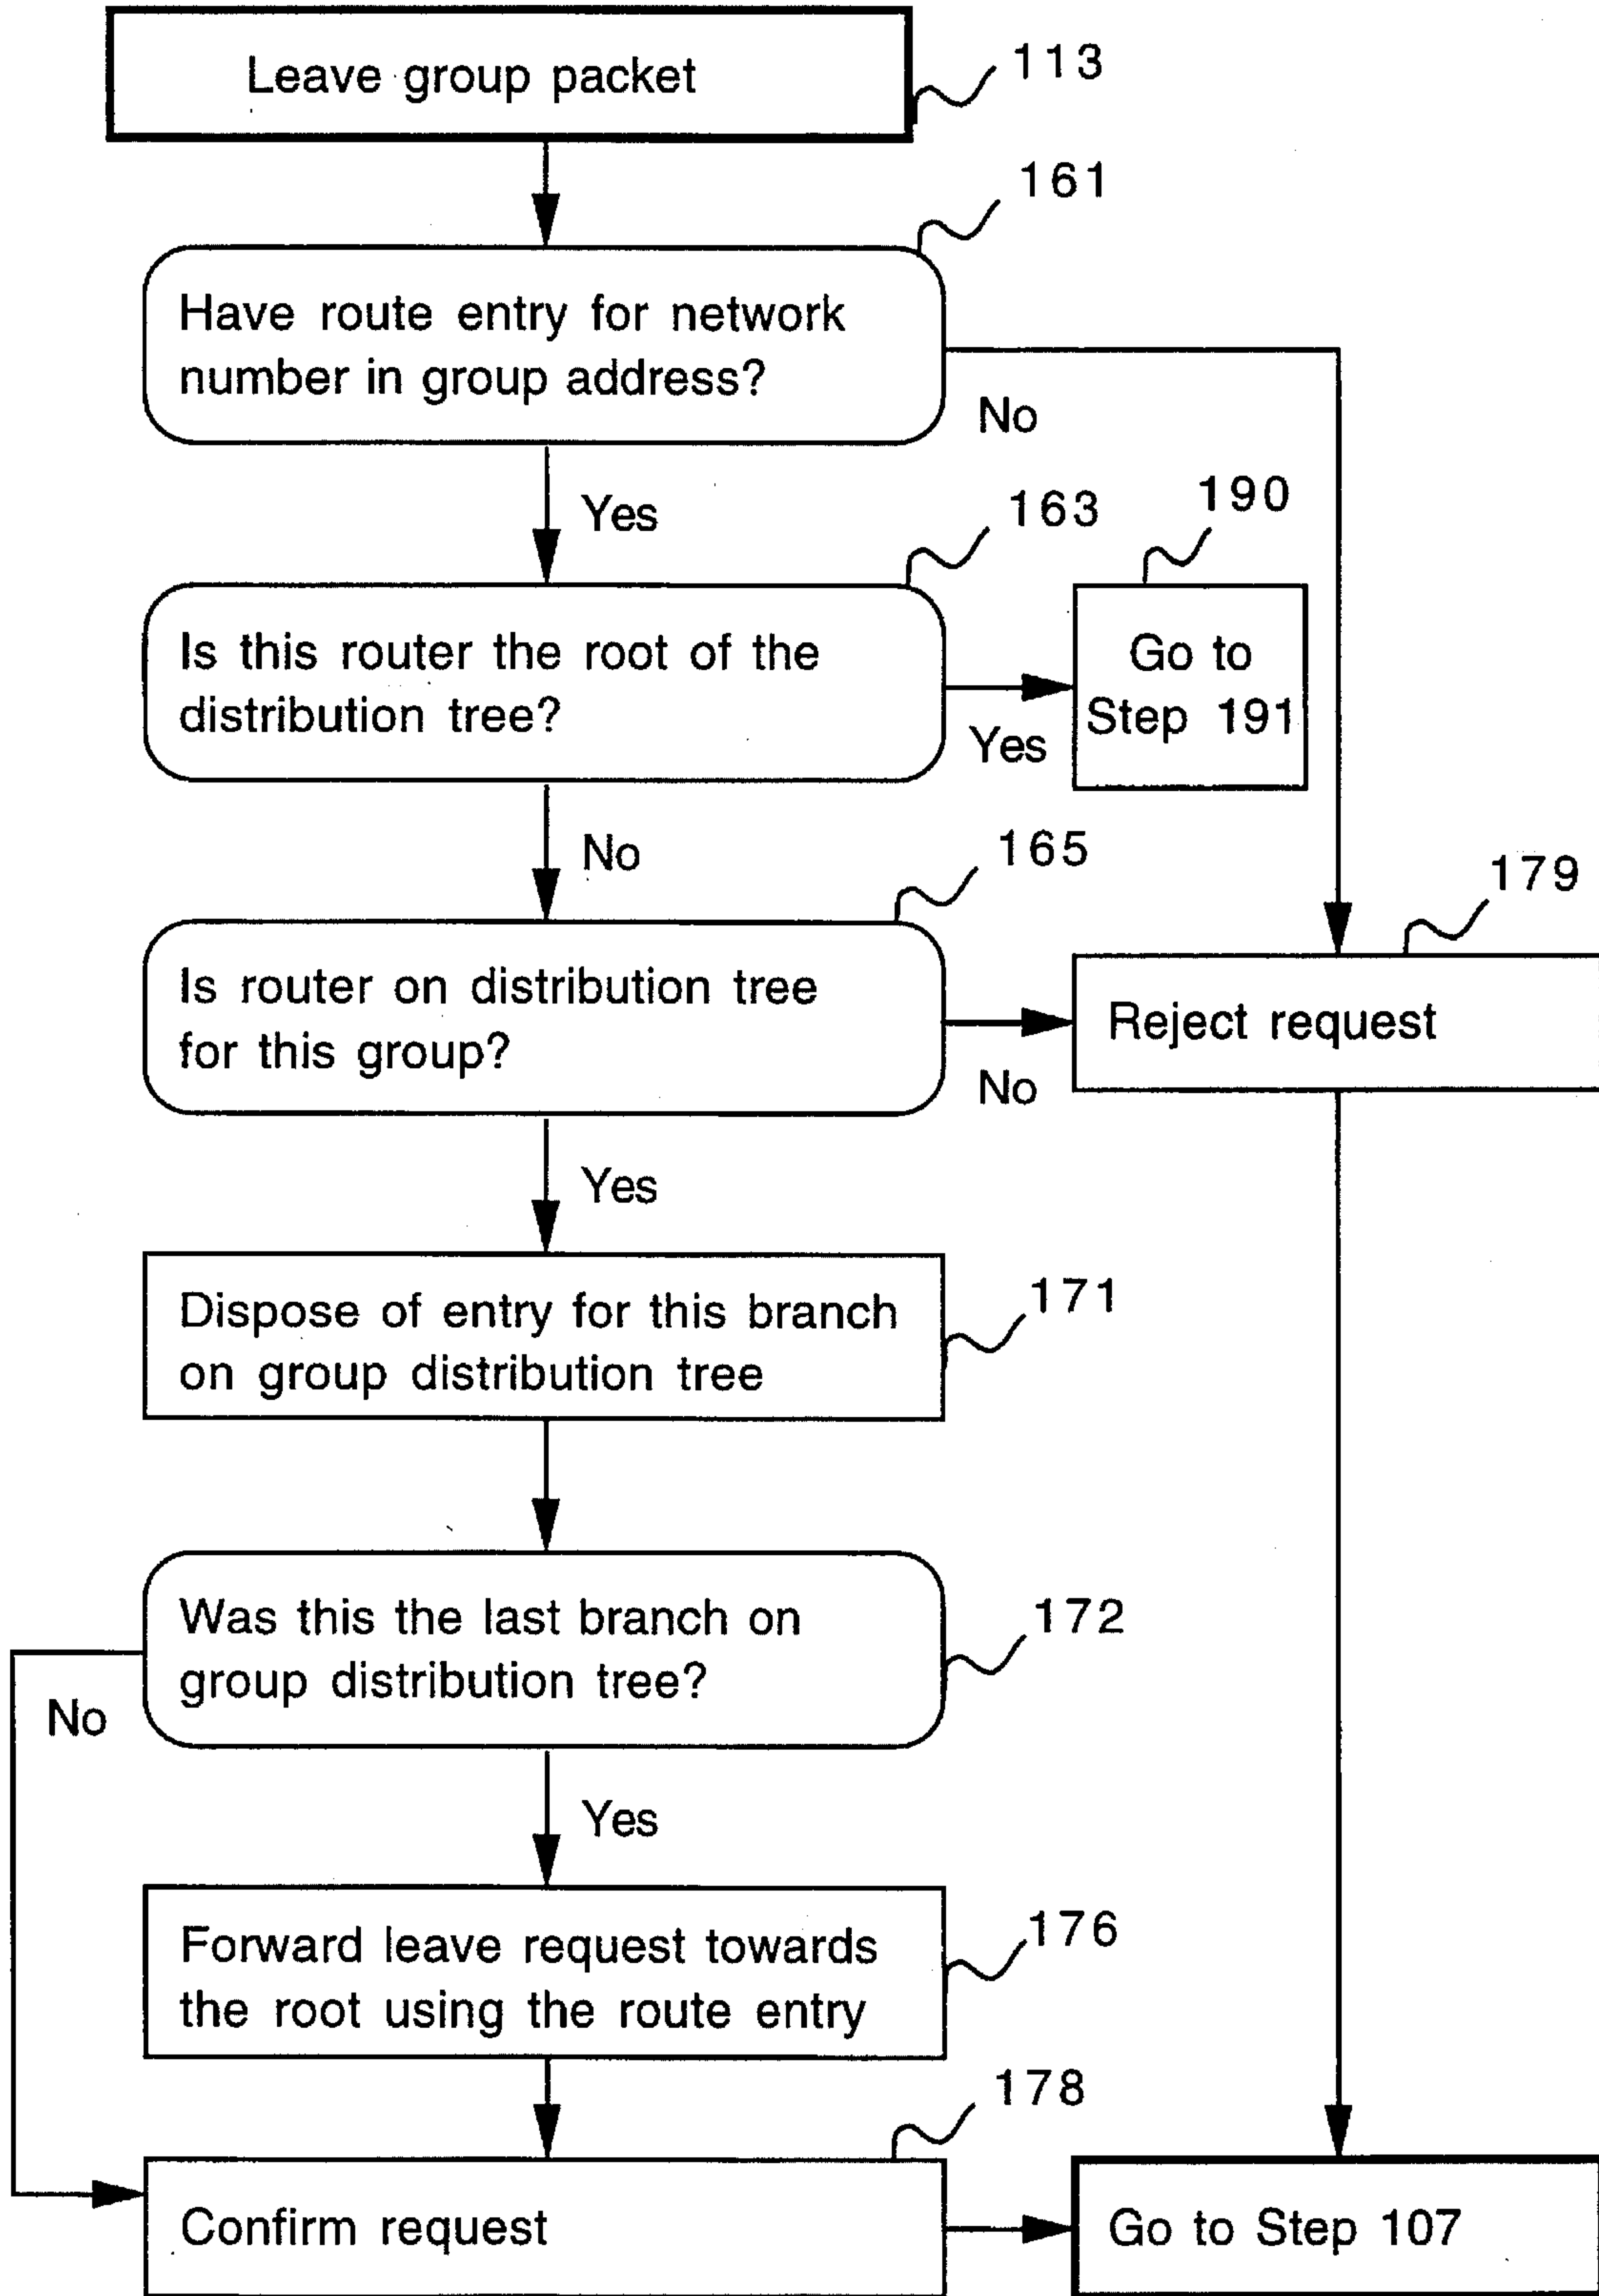 Leave group packet
113
161
Have route entry for network
number in group address?
No
Yes
163
190
Is this router the root of the
distribution tree?
Yes
Go to
Step 191
No
165
179
Is router on distribution tree
for this group?
No
Reject request
Yes
Dispose of entry for this branch
on group distribution tree
171
Was this the last branch on
group distribution tree?
172
No
Yes
Forward leave request towards
the root using the route entry
176
178
Confirm request
Go to Step 107